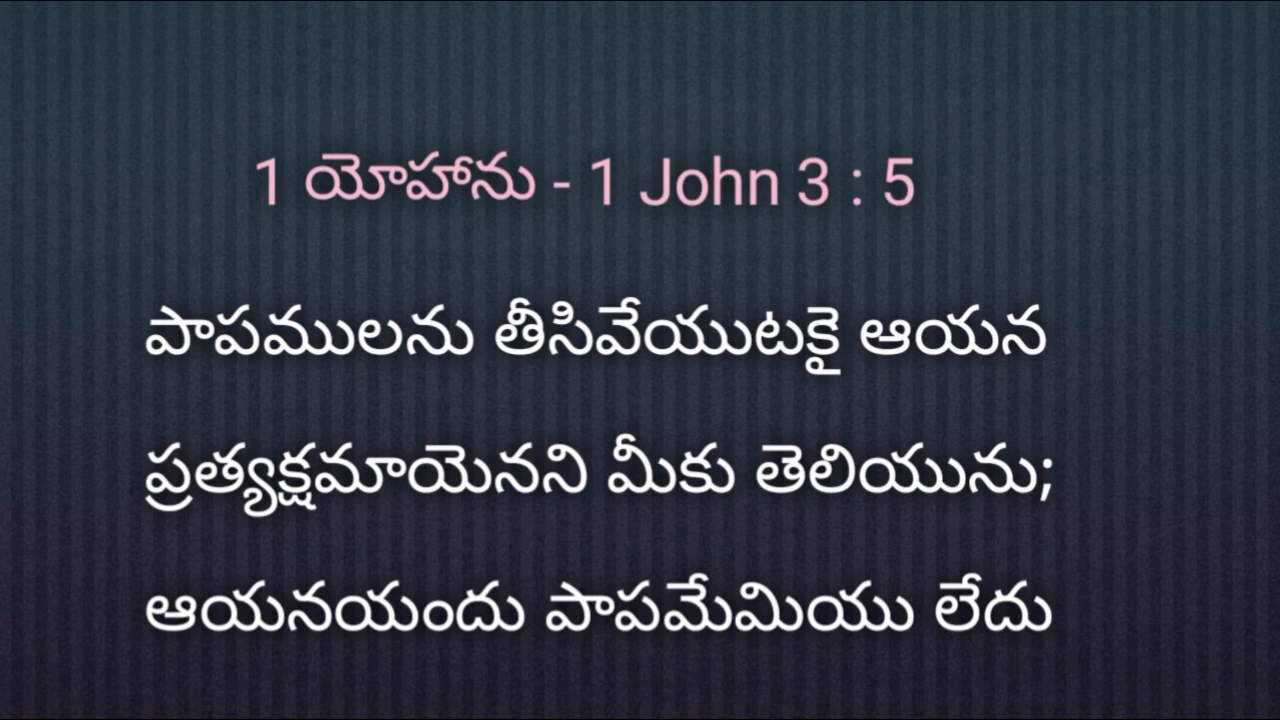 1 యోహాను - 1 John 3 : 5
పాపములను తీసివేయుటకై ఆయన
ప్రత్యక్షమాయెనని మీకు తెలియును;
ఆయనయందు పాపమేమియు లేదు